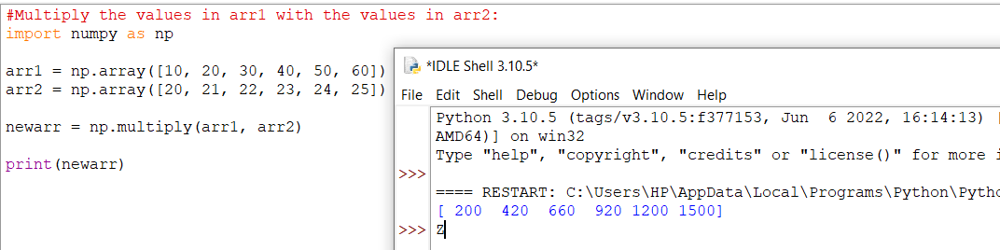 #Multiply the values in arr1 with the values in arr2:
import numpy as np
arr1 = np.array([10, 20, 30, 40, 50, 60])
arr2 = np.array([20, 21, 22, 23, 24, 25])
newarr = np.multiply(arr1, arr2)
print(newarr)
*IDLE Shell 3.10.5*
File Edit Shell Debug Options Window Help
Python 3.10.5 (tags/v3.10.5:f377153, Jun  6 2022, 16:14:13) [
AMD64)] on win32
Type "help", "copyright", "credits" or "license()" for more
>>>
==== RESTART: C:\Users\HP\AppData\Local\Programs\Python\Pytho
[ 200  420  660  920 1200 1500]
>>> Z